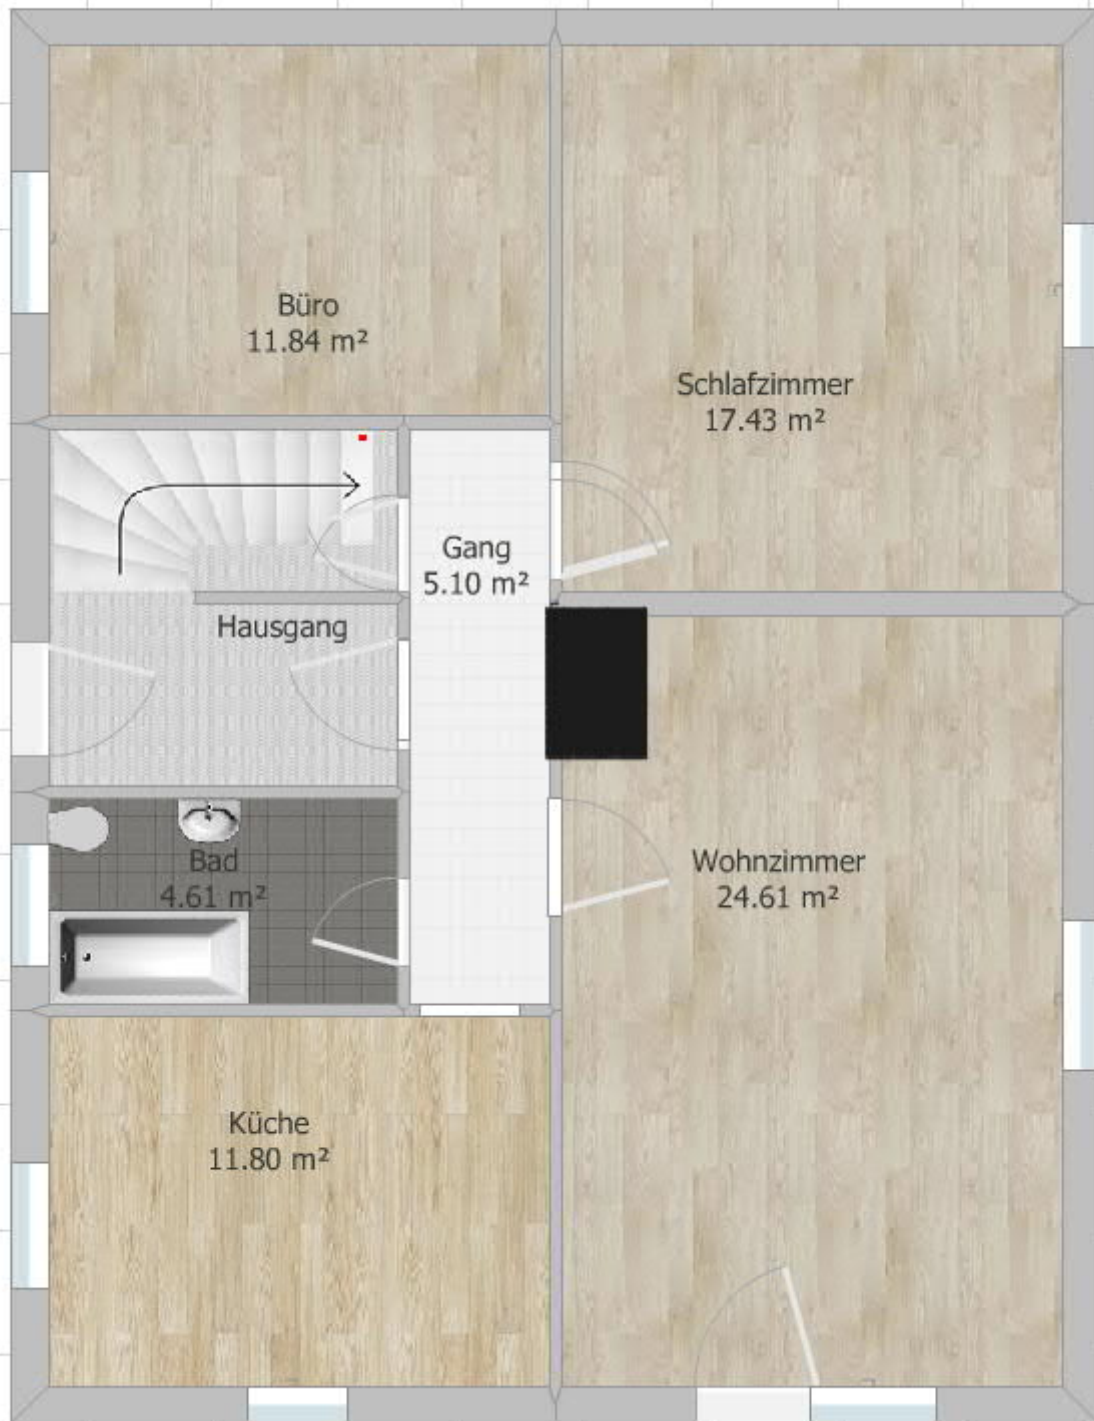 Büro
11.84 m²
Schlafzimmer
17.43 m²
Gang
5.10 m²
Hausgang
Bad
4.61 m²
Wohnzimmer
24.61 m²
Küche
11.80 m²